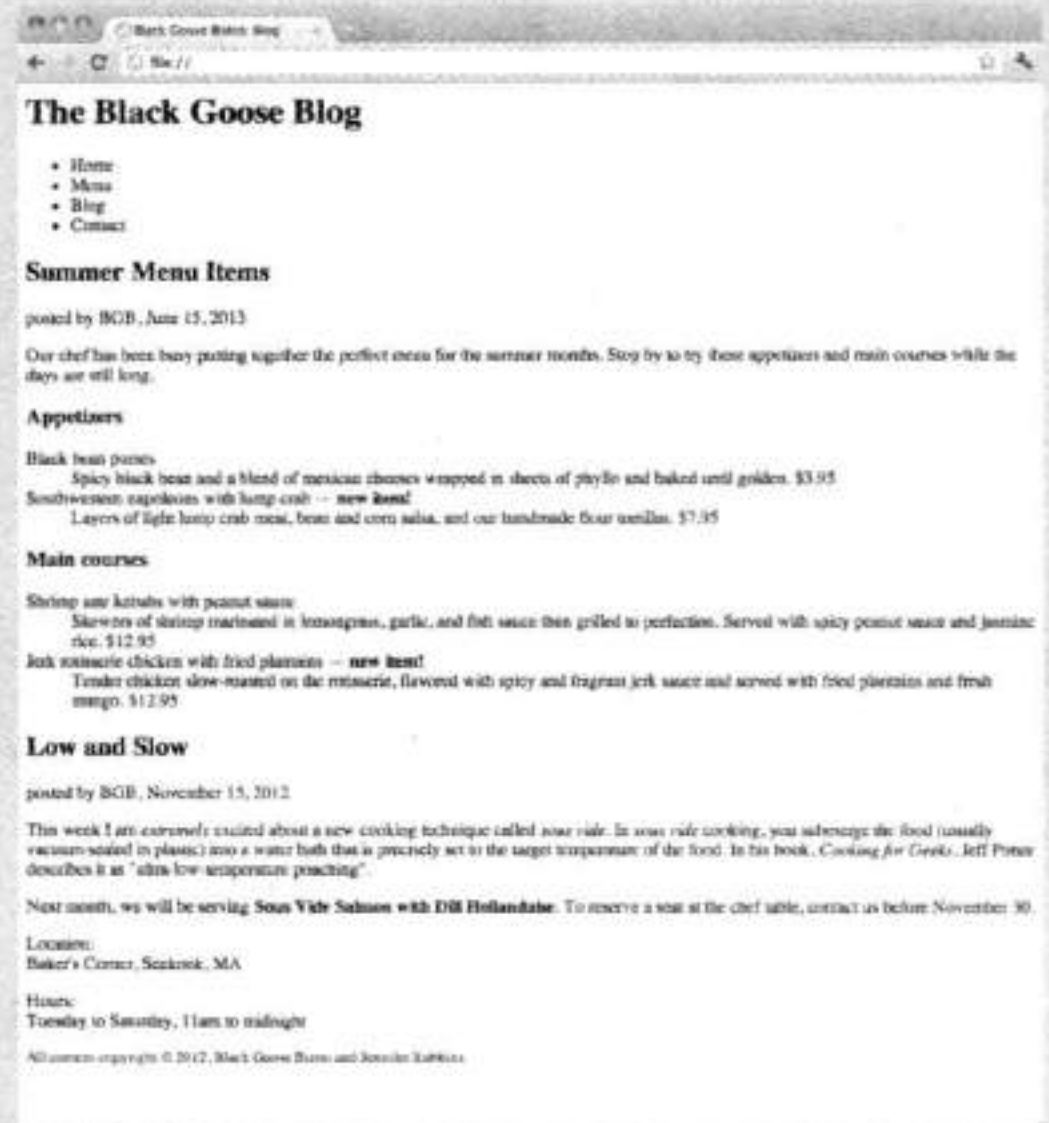 Black Goose Bistro Blog
file://
The Black Goose Blog
• Home
• Menu
• Blog
• Contact
Summer Menu Items
posted by BGB, June 15, 2013
Our chef has been busy putting together the perfect menu for the summer months. Stop by to try these appetizers and main courses while the
days are still long.
Appetizers
Black bean purses
Spicy black bean and a blend of mexican cheeses wrapped in sheets of phyllo and baked until golden. $3.95
Southwestern napoleons with lump crab — new item!
Layers of light lump crab meat, bean and corn salsa, and our handmade flour tortillas. $7.95
Main courses
Shrimp sate kebabs with peanut sauce
Skewers of shrimp marinated in lemongrass, garlic, and fish sauce then grilled to perfection. Served with spicy peanut sauce and jasmine
rice. $12.95
Jerk rotisserie chicken with fried plantains — new item!
Tender chicken slow-roasted on the rotisserie, flavored with spicy and fragrant jerk sauce and served with fried plantains and fresh
mango. $12.95
Low and Slow
posted by BGB, November 15, 2012
This week I am extremely excited about a new cooking technique called sous vide. In sous vide cooking, you submerge the food (usually
vacuum-sealed in plastic) into a water bath that is precisely set to the target temperature of the food. In his book, Cooking for Geeks, Jeff Potter
describes it as "ultra low-temperature poaching".
Next month, we will be serving Sous Vide Salmon with Dill Hollandaise. To reserve a seat at the chef table, contact us before November 30.
Location:
Baker's Corner, Seekonk, MA
Hours:
Tuesday to Saturday, 11am to midnight
All content copyright © 2012, Black Goose Bistro and Jennifer Robbins